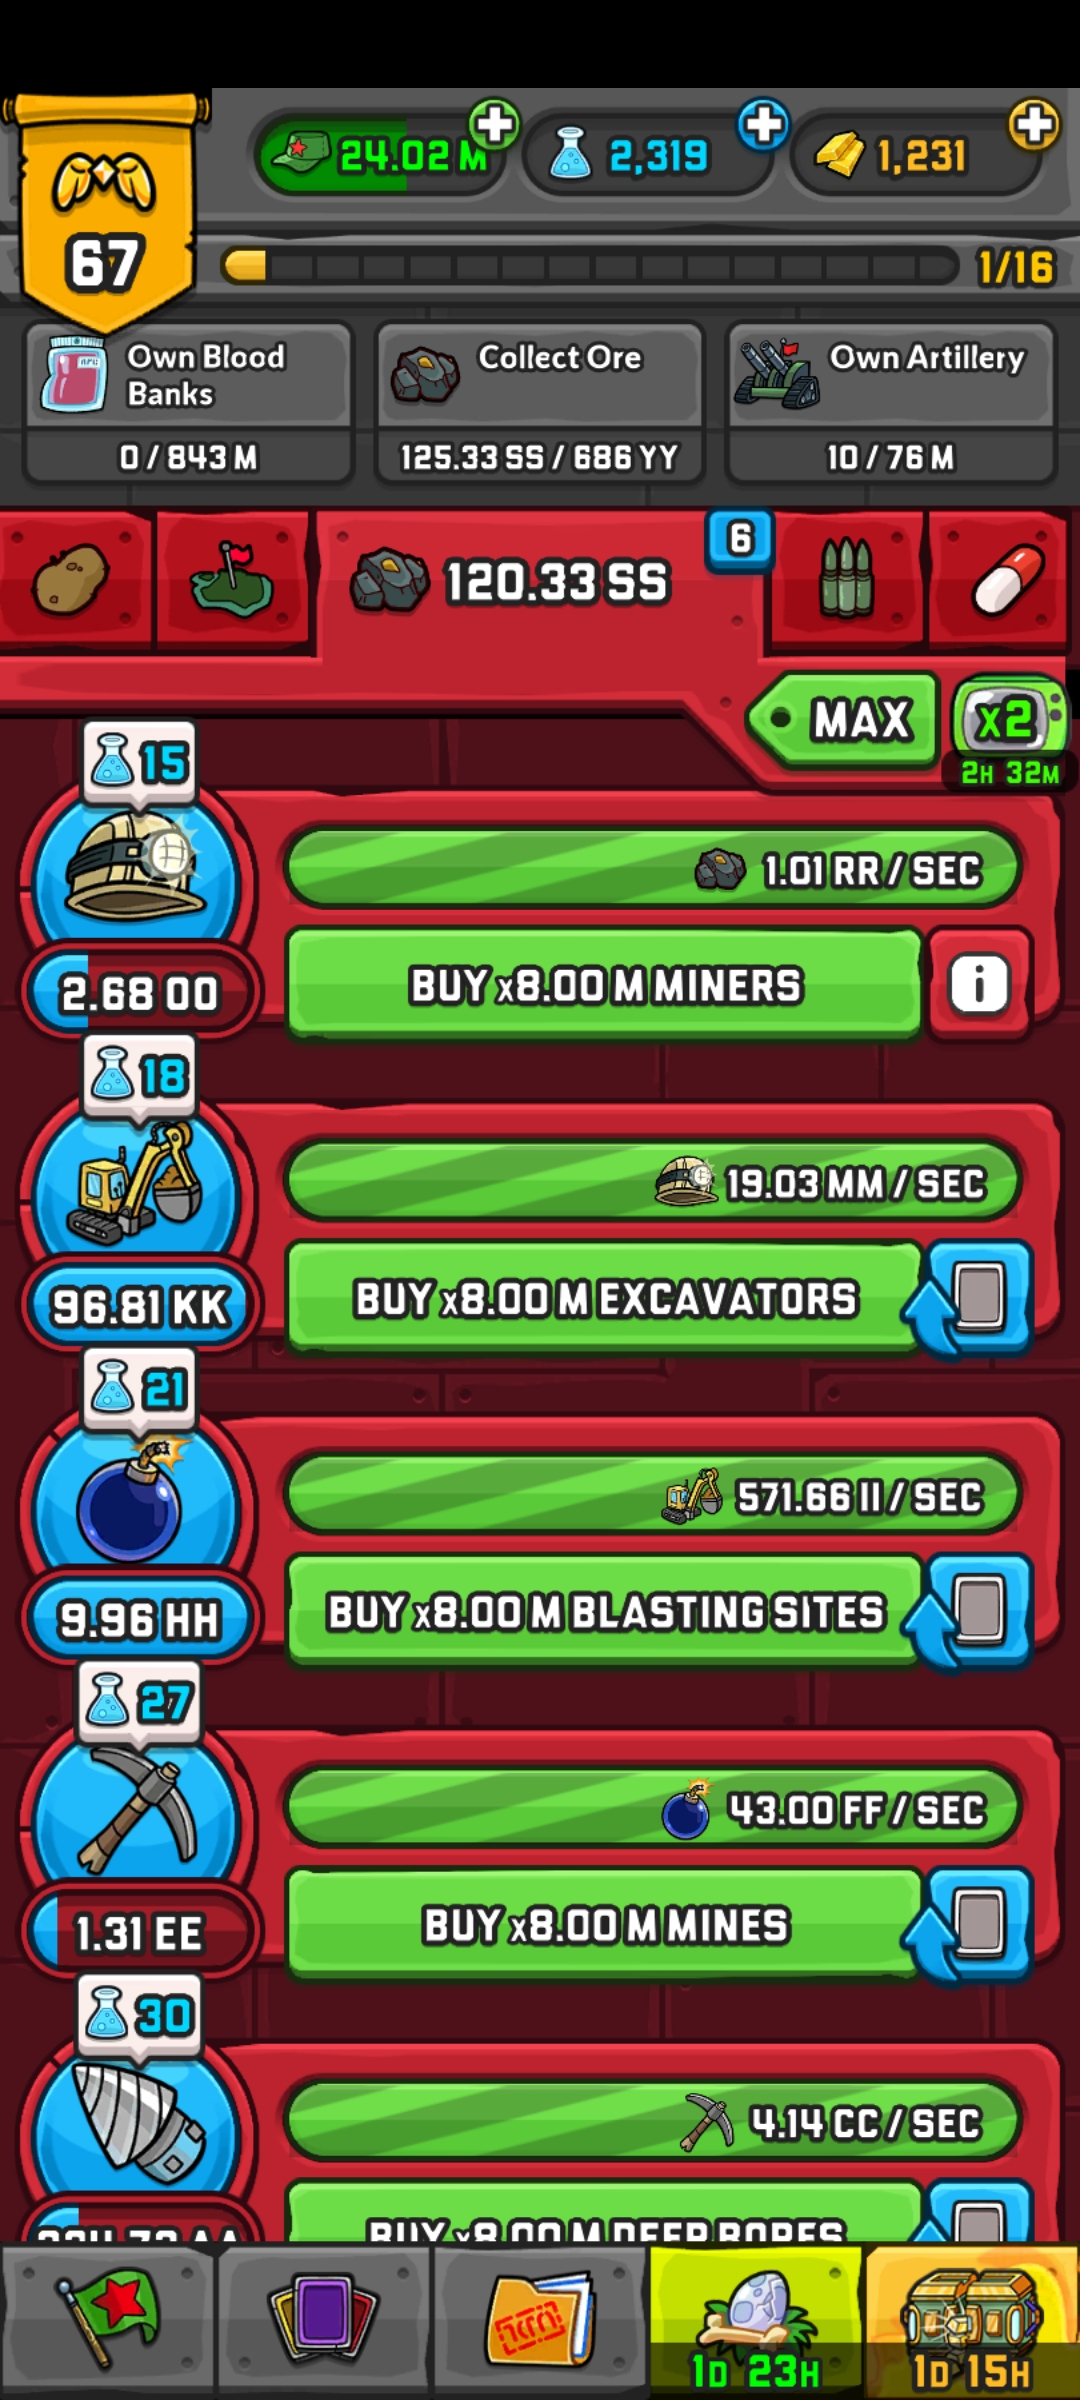 24.02 M
2,319
1,231
67
1/16
Own Blood
Banks
0 / 843 M
Collect Ore
125.33 SS / 686 YY
Own Artillery
10 / 76 M
120.33 SS
6
MAX
x2
2H 32M
15
1.01 RR / SEC
2.68 OO
BUY x8.00 M MINERS
i
18
19.03 MM / SEC
96.81 KK
BUY x8.00 M EXCAVATORS
21
571.66 II / SEC
9.96 HH
BUY x8.00 M BLASTING SITES
27
43.00 FF / SEC
1.31 EE
BUY x8.00 M MINES
30
4.14 CC / SEC
BUY x8.00 M DEEP BORES
1D 23H
1D 15H